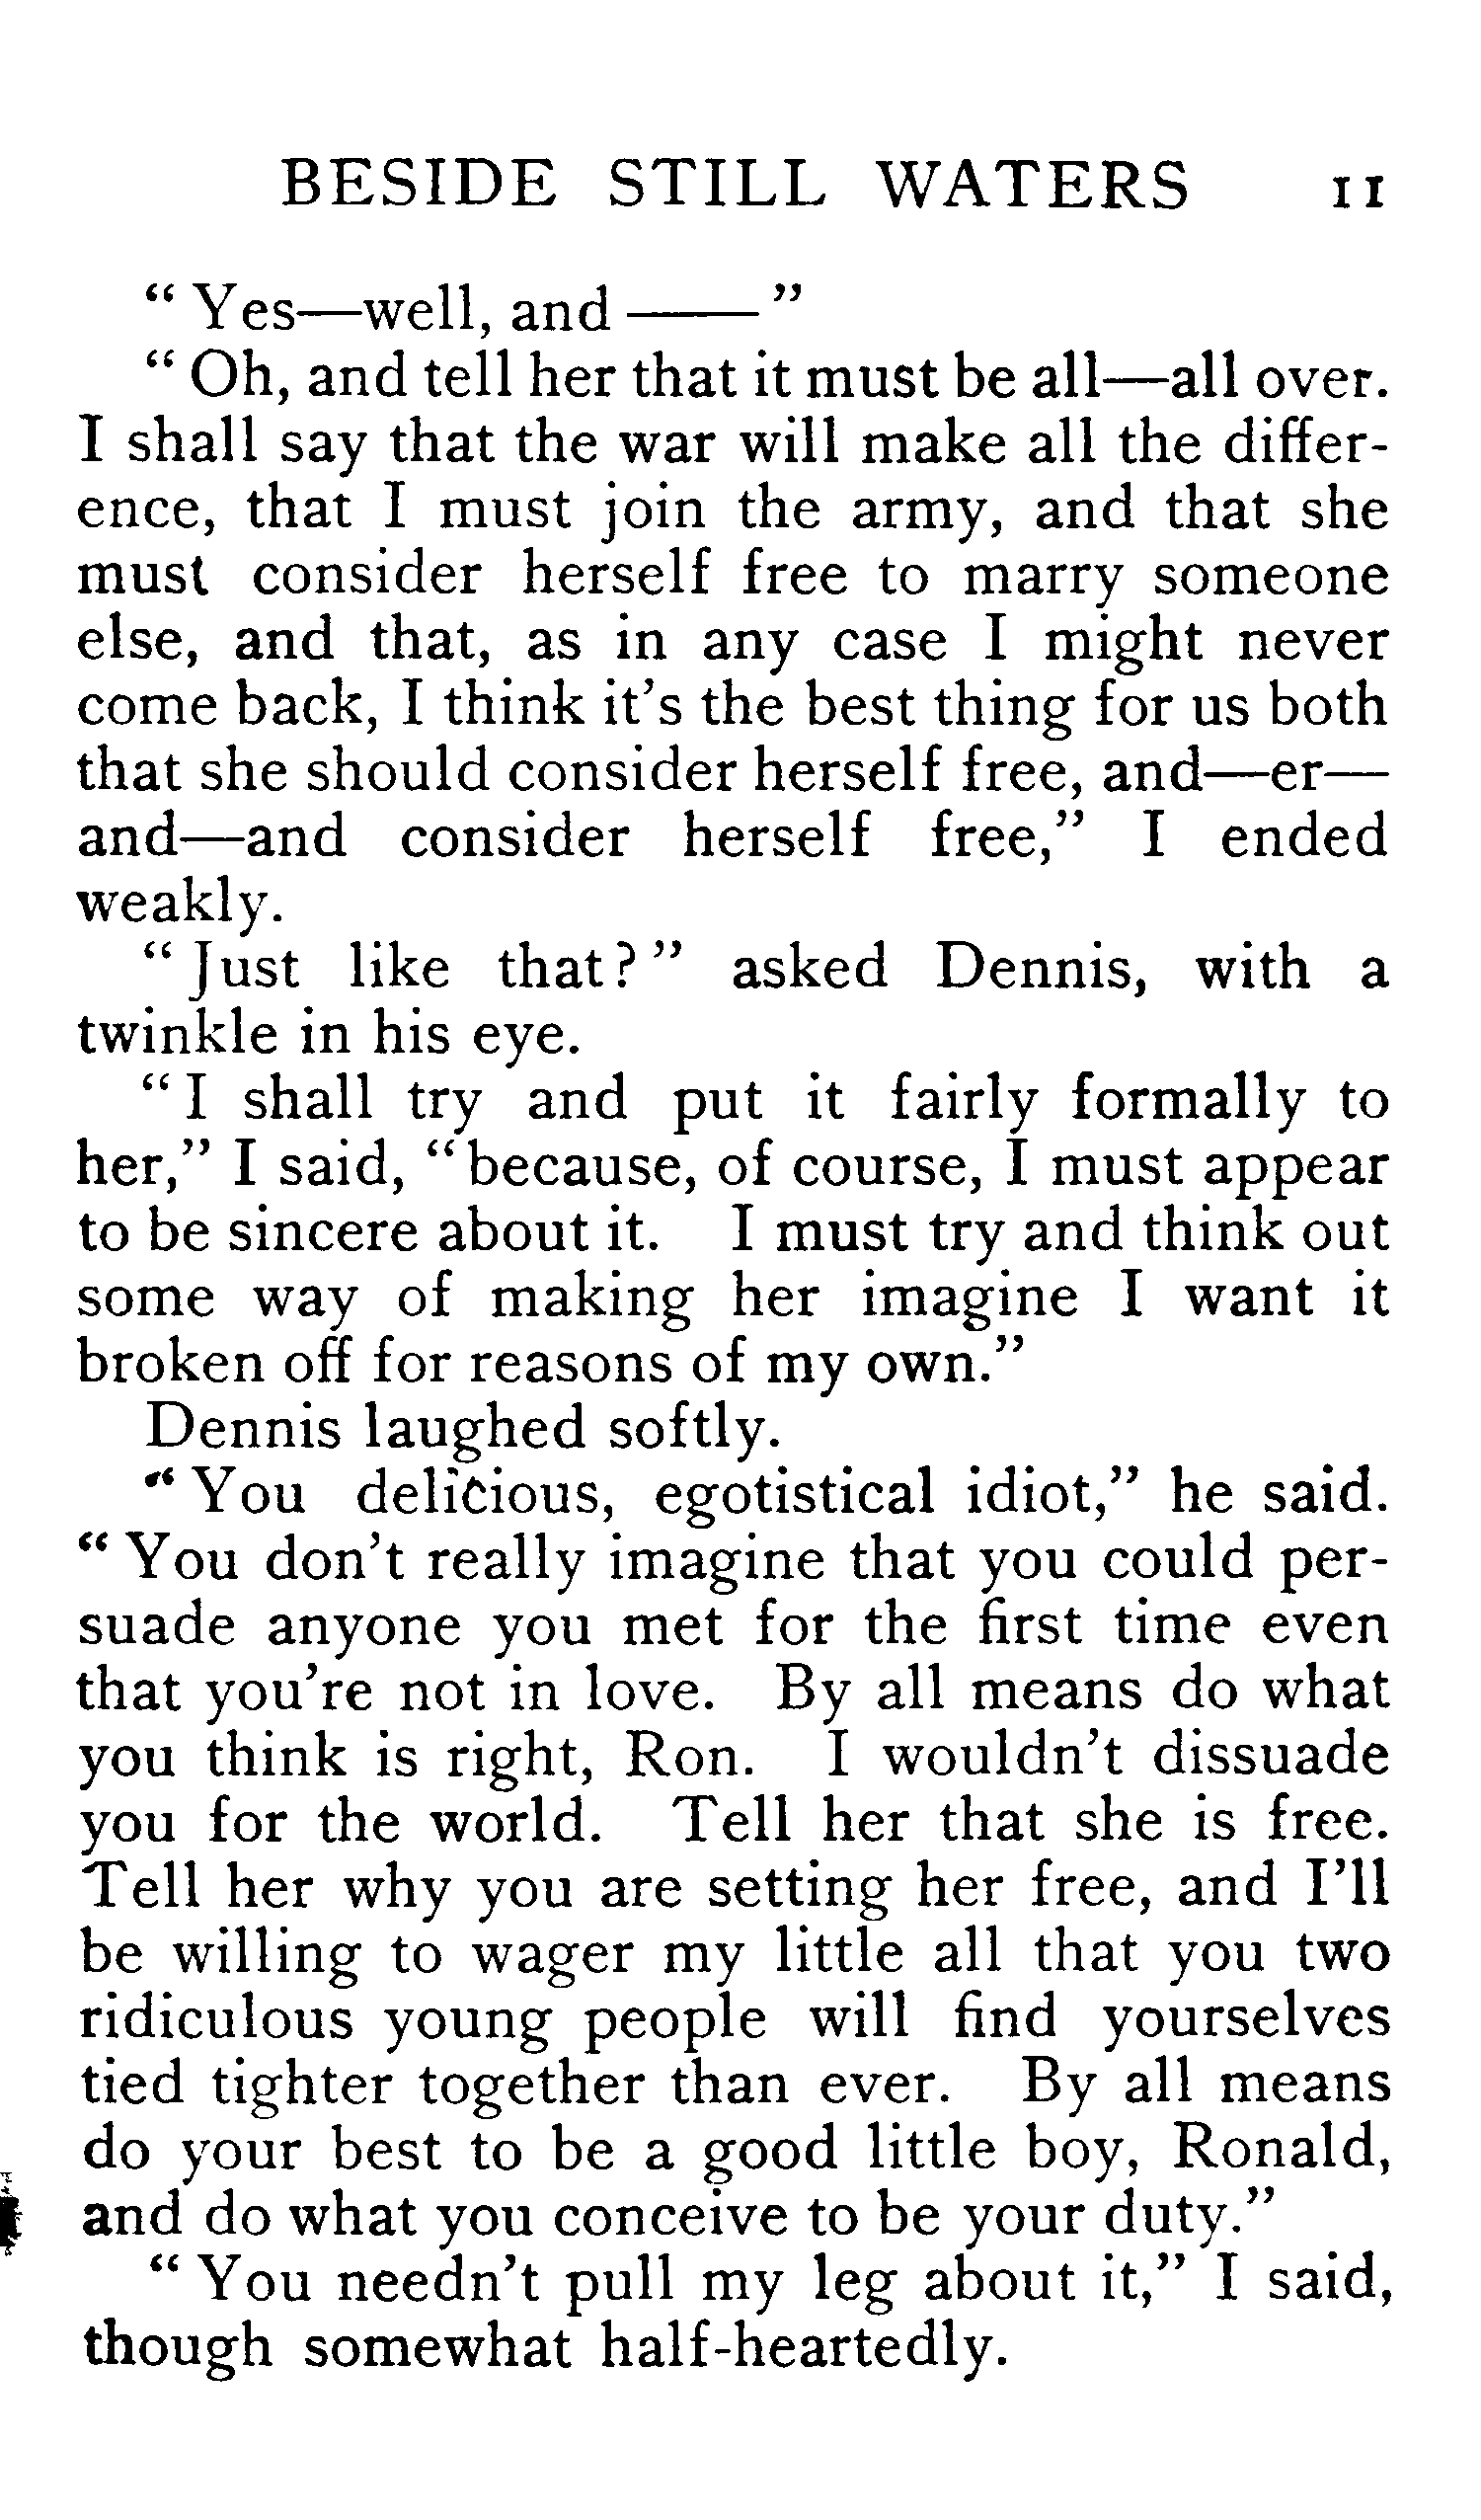 BESIDE STILL WATERS 11
“ Yes—well, and ——”
“ Oh, and tell her that it must be all—all over.
I shall say that the war will make all the differ-
ence, that I must join the army, and that she
must consider herself free to marry someone
else, and that, as in any case I might never
come back, I think it's the best thing for us both
that she should consider herself free, and—er—
and—and consider herself free,” I ended
weakly.
“ Just like that? ” asked Dennis, with a
twinkle in his eye.
“ I shall try and put it fairly formally to
her,” I said, “ because, of course, I must appear
to be sincere about it. I must try and think out
some way of making her imagine I want it
broken off for reasons of my own.”
Dennis laughed softly.
“ You delicious, egotistical idiot,” he said.
“ You don't really imagine that you could per-
suade anyone you met for the first time even
that you're not in love. By all means do what
you think is right, Ron. I wouldn't dissuade
you for the world. Tell her that she is free.
Tell her why you are setting her free, and I'll
be willing to wager my little all that you two
ridiculous young people will find yourselves
tied tighter together than ever. By all means
do your best to be a good little boy, Ronald,
and do what you conceive to be your duty.”
“ You needn't pull my leg about it,” I said,
though somewhat half-heartedly.